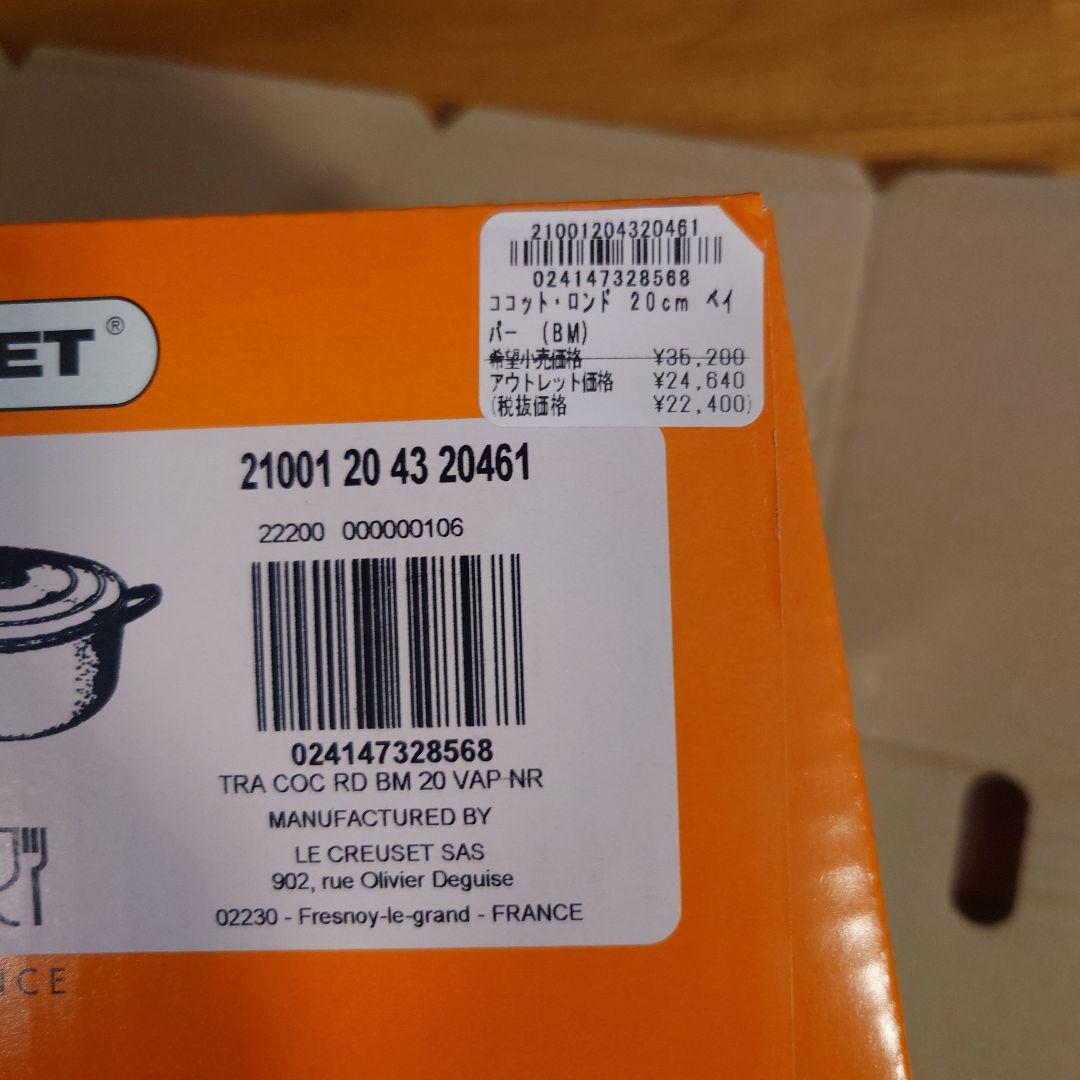 21001204320461
024147328568
ココット・ロンド 20cm ベイ
パー (BM)
希望小売価格 ¥35,200
アウトレット価格 ¥24,640
(税抜価格 ¥22,400)
ET®
21001 20 43 20461
22200 000000106
024147328568
TRA COC RD BM 20 VAP-NR
MANUFACTURED BY
LE CREUSET SAS
902, rue Olivier Deguise
02230 - Fresnoy-le-grand - FRANCE
NCE